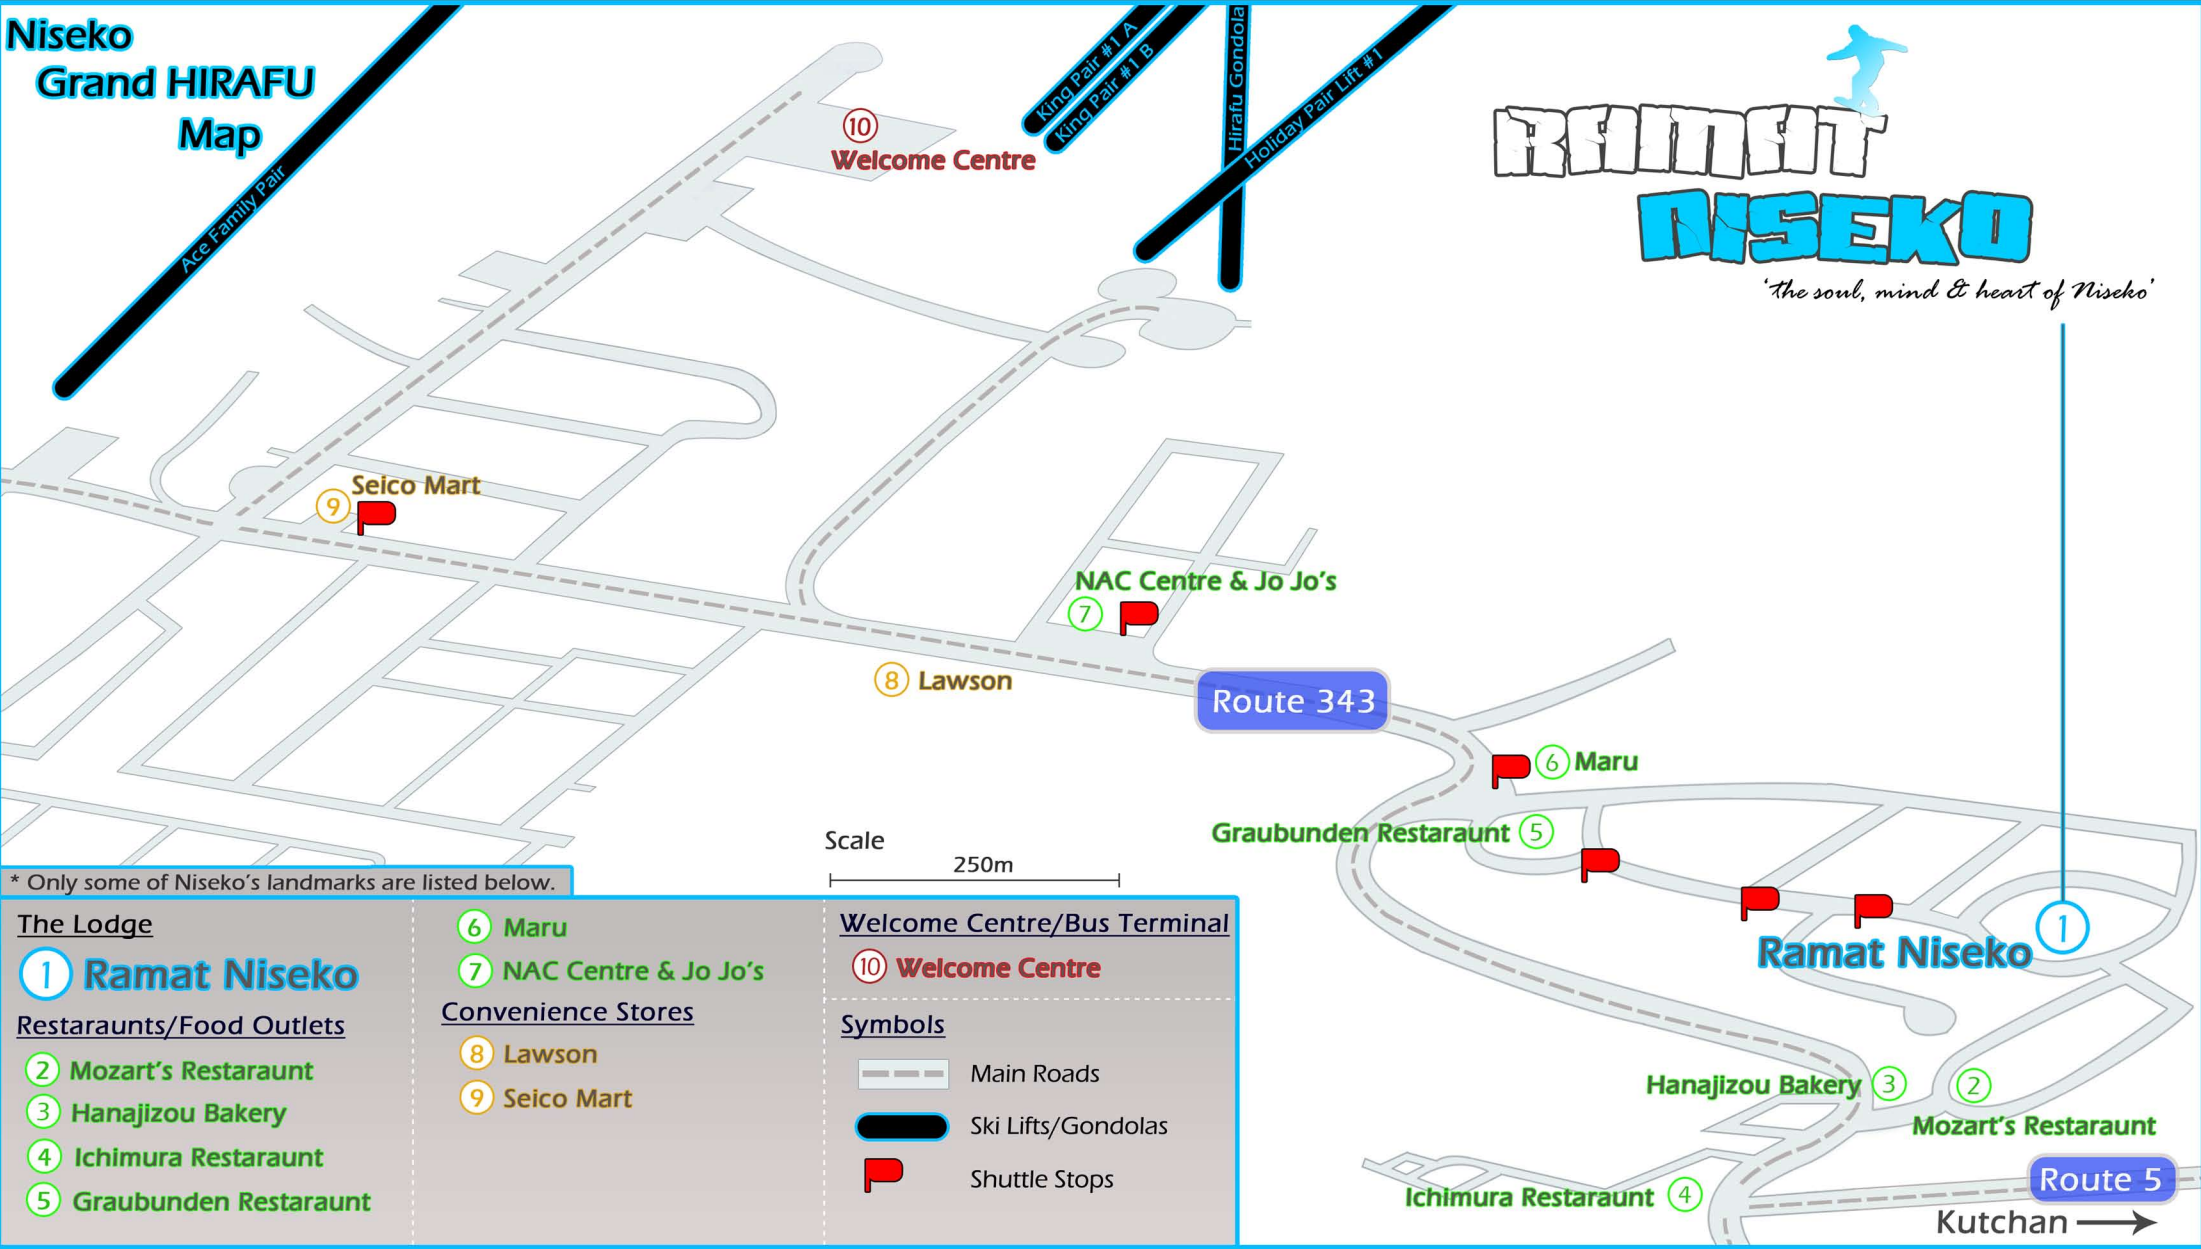 Niseko
Grand HIRAFU
Map
Ace Family Pair
King Pair #1 A
King Pair #1 B
Hirafu Gondola
Holiday Pair Lift #1
RAMAT
NISEKO
'the soul, mind & heart of Niseko'
10
Welcome Centre
Seico Mart
9
NAC Centre & Jo Jo's
7
8 Lawson
Route 343
6 Maru
Graubunden Restaraunt 5
1
Ramat Niseko
Hanajizou Bakery 3
2
Mozart's Restaraunt
Ichimura Restaraunt 4
Route 5
Kutchan
Scale
250m
* Only some of Niseko's landmarks are listed below.
The Lodge
1 Ramat Niseko
Restaraunts/Food Outlets
2 Mozart's Restaraunt
3 Hanajizou Bakery
4 Ichimura Restaraunt
5 Graubunden Restaraunt
6 Maru
7 NAC Centre & Jo Jo's
Convenience Stores
8 Lawson
9 Seico Mart
Welcome Centre/Bus Terminal
10 Welcome Centre
Symbols
Main Roads
Ski Lifts/Gondolas
Shuttle Stops